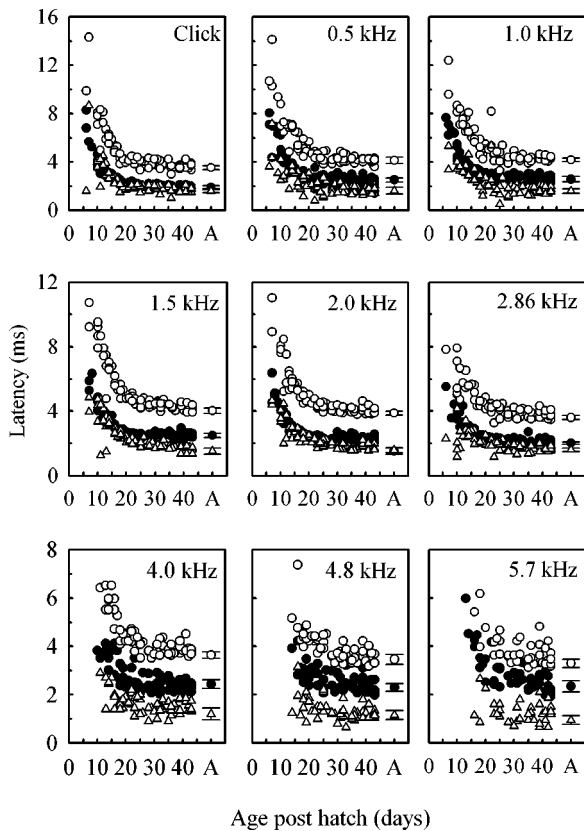 16
Click
0.5 kHz
1.0 kHz
12
8
4
0
0 10 20 30 40 A
0 10 20 30 40 A
0 10 20 30 40 A
12
1.5 kHz
2.0 kHz
2.86 kHz
8
4
0
0 10 20 30 40 A
0 10 20 30 40 A
0 10 20 30 40 A
Latency (ms)
8
4.0 kHz
4.8 kHz
5.7 kHz
6
4
2
0
0 10 20 30 40 A
0 10 20 30 40 A
0 10 20 30 40 A
Age post hatch (days)